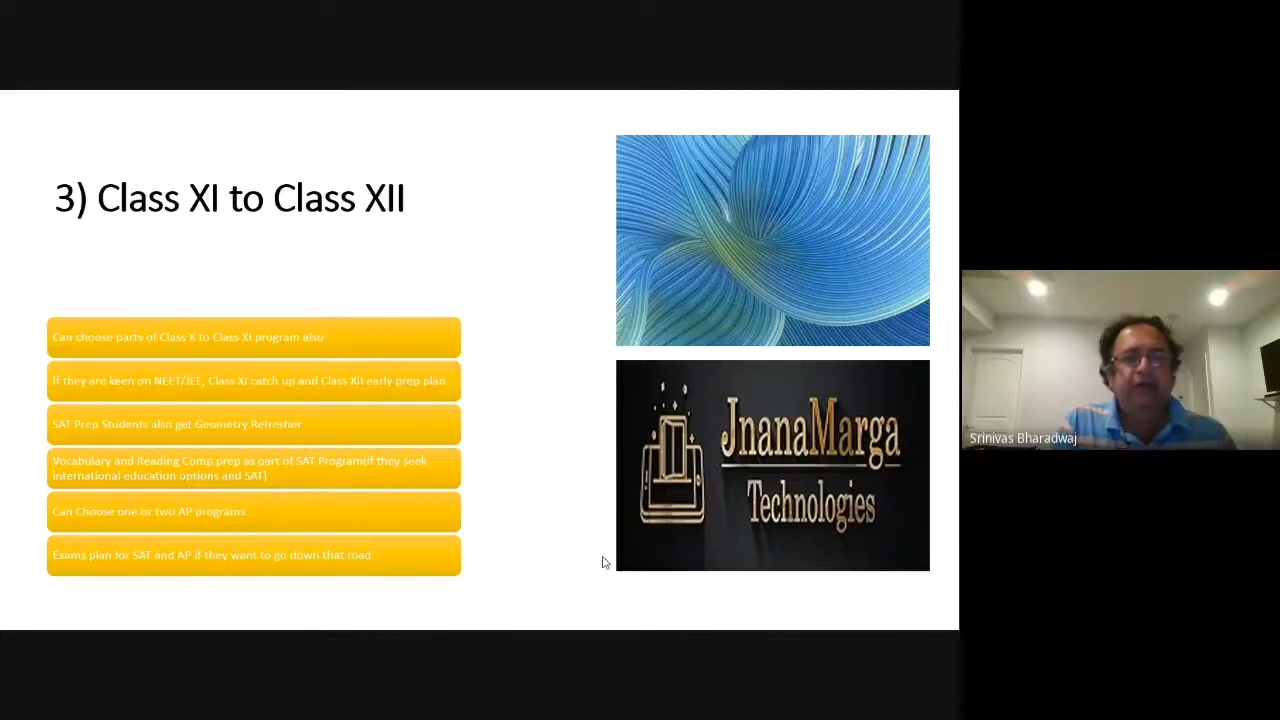 3) Class XI to Class XII
Can choose parts of Class X to Class XI program also
If they are keen on NEET/JEE, Class XI catch up and Class XII early prep plan
SAT Prep Students also get Geometry Refresher
Vocabulary and Reading Comp prep as part of SAT Program(if they seek
international education options and SAT)
Can Choose one or two AP programs
Exams plan for SAT and AP if they want to go down that road
JnanaMarga
Technologies
Srinivas Bharadwaj